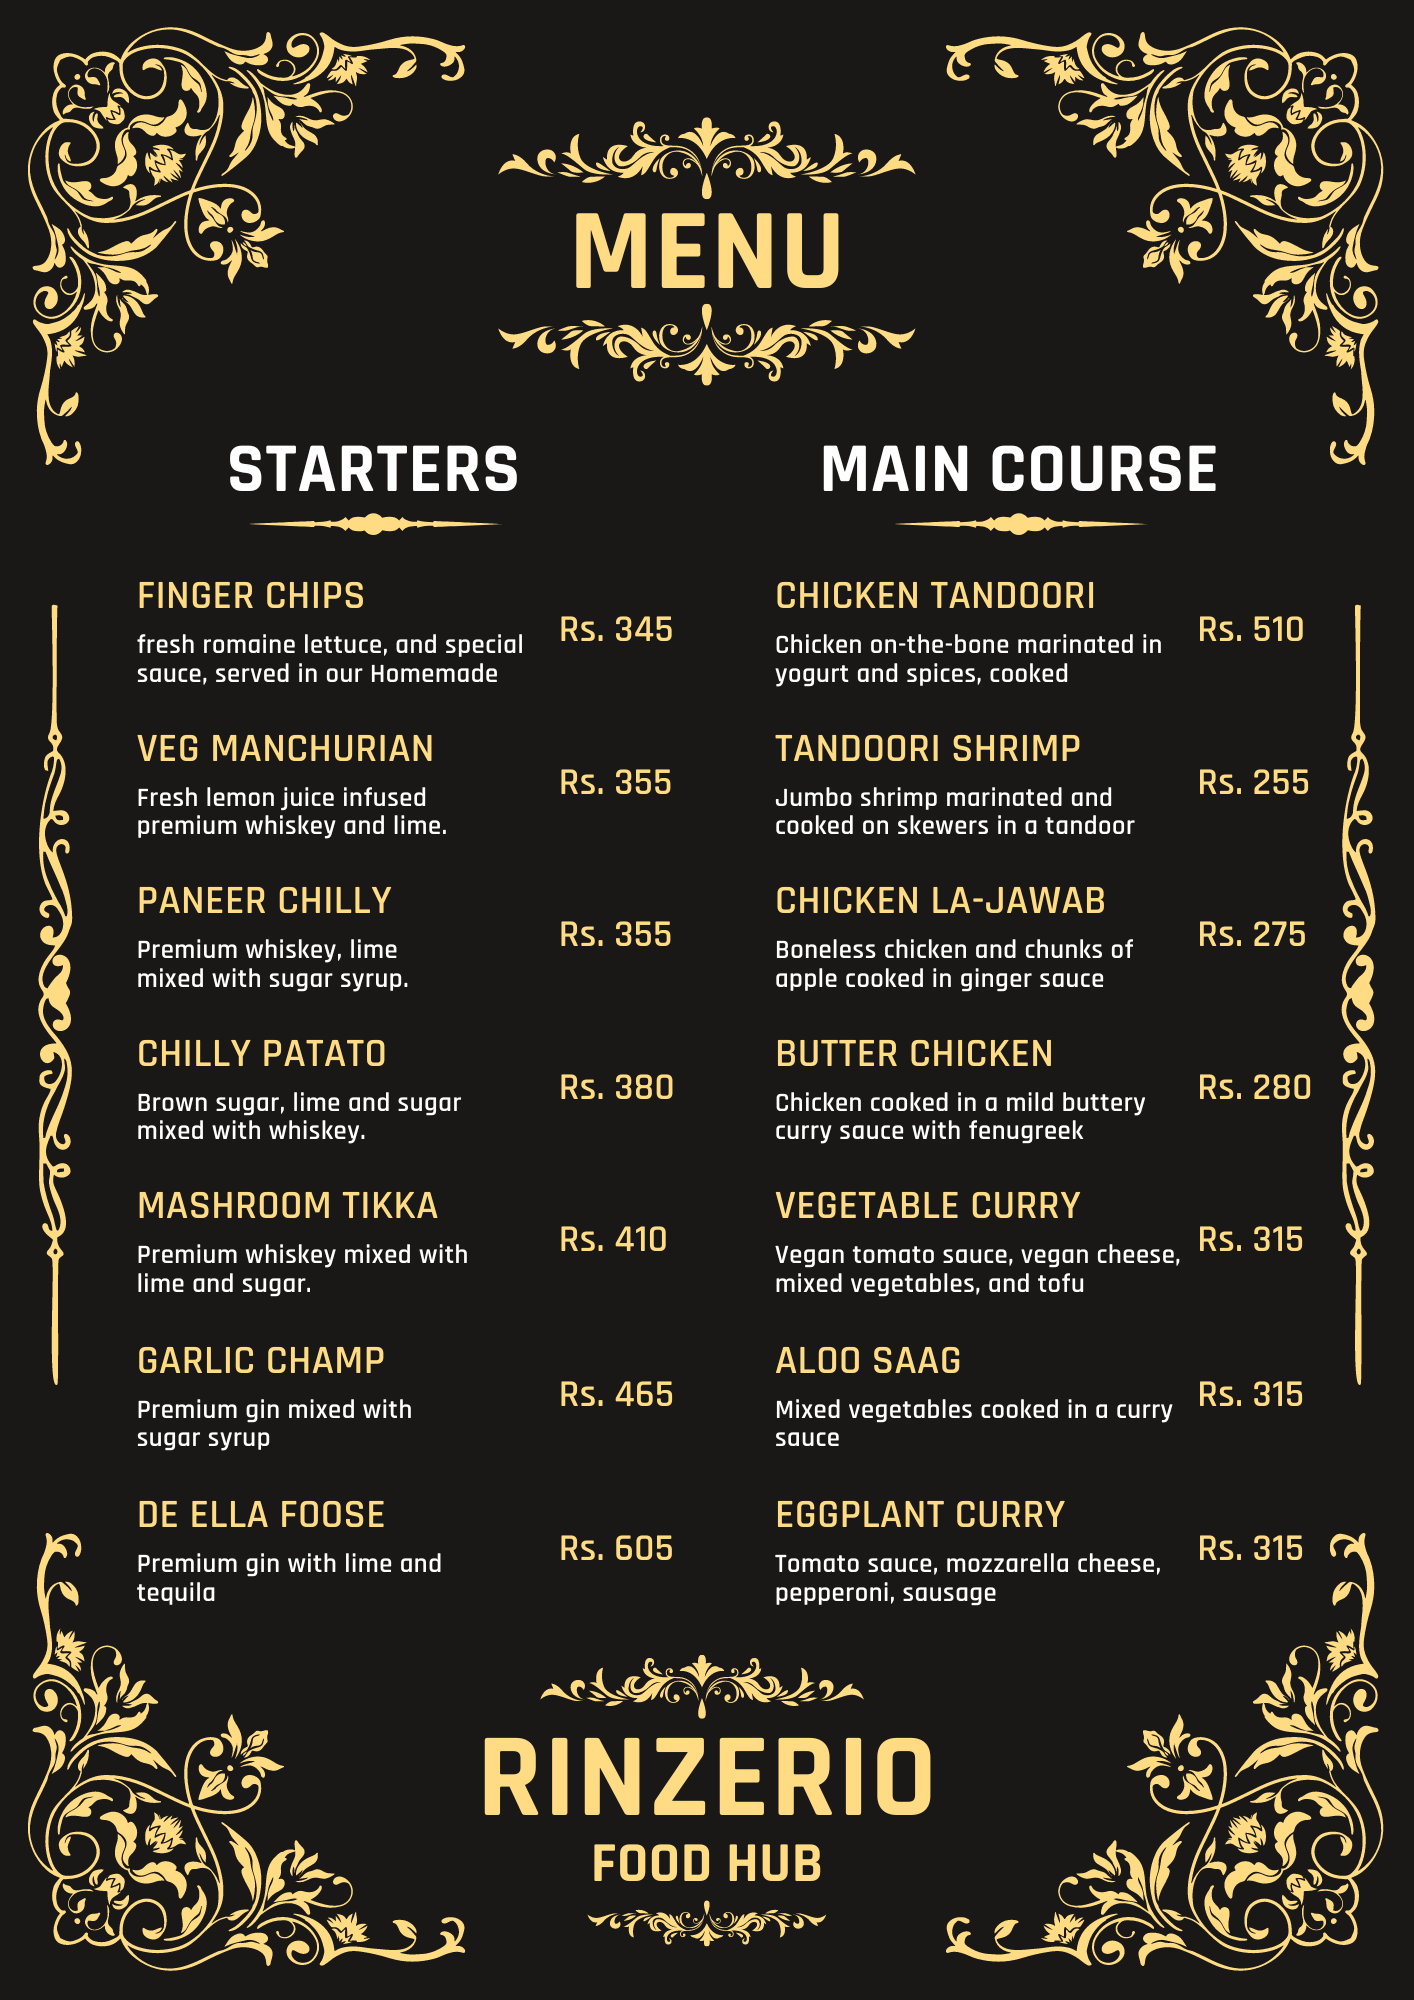 MENU
STARTERS
FINGER CHIPS
fresh romaine lettuce, and special
sauce, served in our Homemade
Rs. 345
VEG MANCHURIAN
Fresh lemon juice infused
premium whiskey and lime.
Rs. 355
PANEER CHILLY
Premium whiskey, lime
mixed with sugar syrup.
Rs. 355
CHILLY PATATO
Brown sugar, lime and sugar
mixed with whiskey.
Rs. 380
MASHROOM TIKKA
Premium whiskey mixed with
lime and sugar.
Rs. 410
GARLIC CHAMP
Premium gin mixed with
sugar syrup
Rs. 465
DE ELLA FOOSE
Premium gin with lime and
tequila
Rs. 605
MAIN COURSE
CHICKEN TANDOORI
Chicken on-the-bone marinated in
yogurt and spices, cooked
Rs. 510
TANDOORI SHRIMP
Jumbo shrimp marinated and
cooked on skewers in a tandoor
Rs. 255
CHICKEN LA-JAWAB
Boneless chicken and chunks of
apple cooked in ginger sauce
Rs. 275
BUTTER CHICKEN
Chicken cooked in a mild buttery
curry sauce with fenugreek
Rs. 280
VEGETABLE CURRY
Vegan tomato sauce, vegan cheese,
mixed vegetables, and tofu
Rs. 315
ALOO SAAG
Mixed vegetables cooked in a curry
sauce
Rs. 315
EGGPLANT CURRY
Tomato sauce, mozzarella cheese,
pepperoni, sausage
Rs. 315
RINZERIO
FOOD HUB